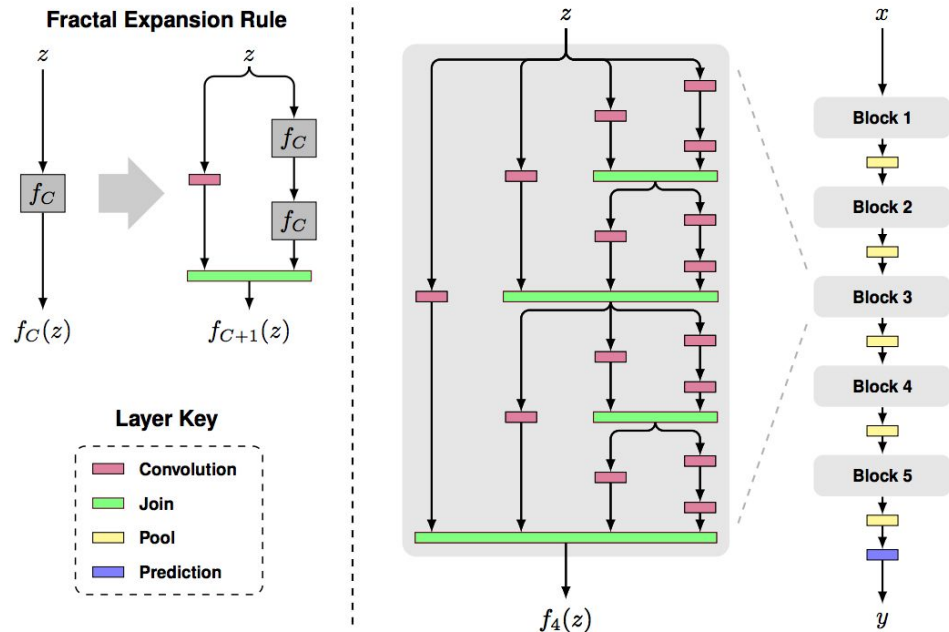 Fractal Expansion Rule
z
z
f_C
f_C
f_C
f_C(z)
f_{C+1}(z)
Layer Key
Convolution
Join
Pool
Prediction
z
f_4(z)
x
Block 1
Block 2
Block 3
Block 4
Block 5
y